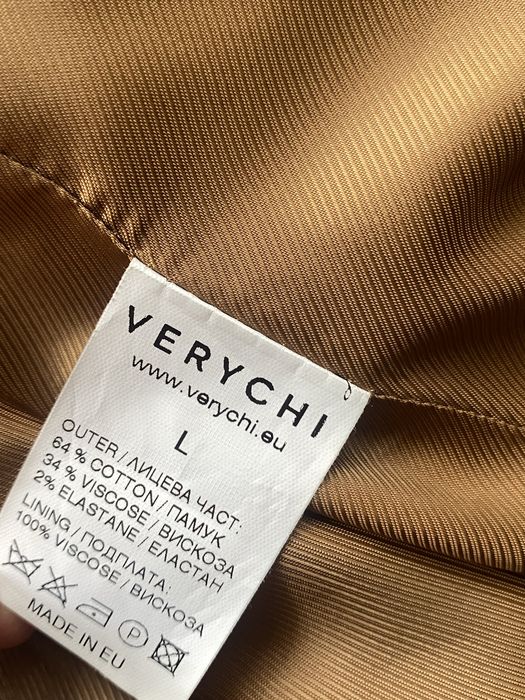 VERYCHI
www.verychi.eu
L
OUTER / ЛИЦЕВА ЧАСТ:
64 % COTTON / ПАМУК
34 % VISCOSE / ВИСКОЗА
2% ELASTANE / ЕЛАСТАН
LINING / ПОДПЛАТА:
100% VISCOSE / ВИСКОЗА
P
MADE IN EU